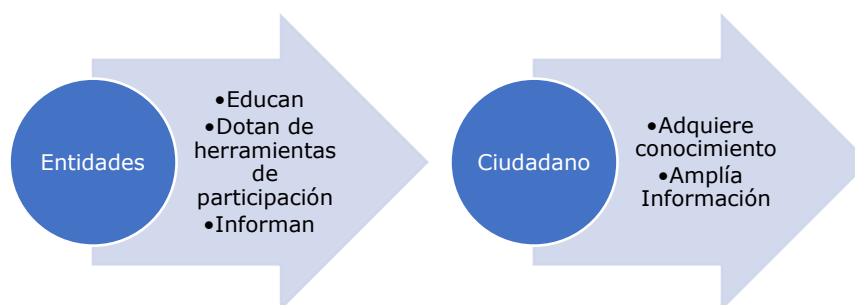 Entidades
•Educan
•Dotan de
herramientas
de
participación
•Informan
Ciudadano
•Adquiere
conocimiento
•Amplía
Información